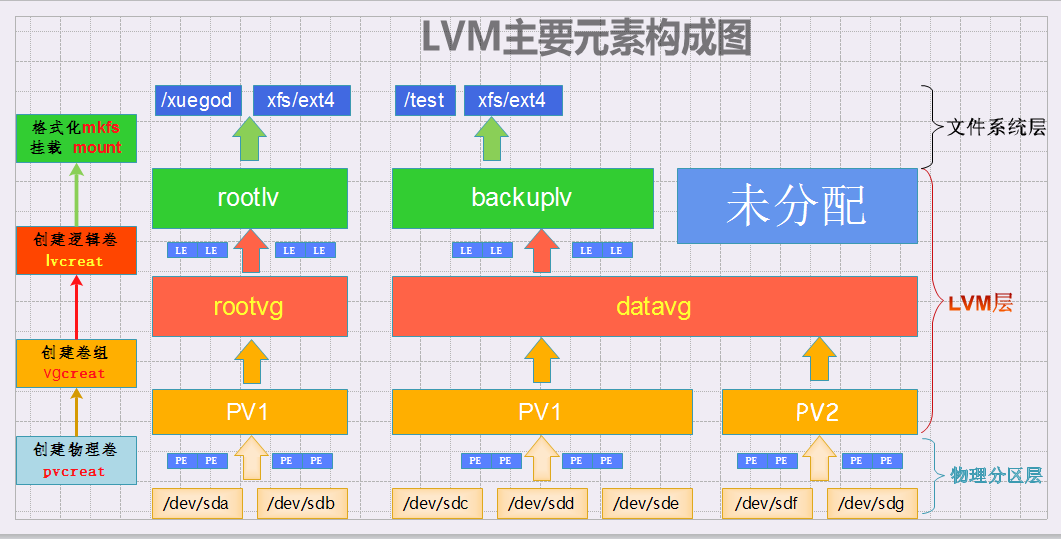 LVM主要元素构成图
/xuegod
xfs/ext4
/test
xfs/ext4
文件系统层
格式化mkfs
挂载 mount
rootlv
backuplv
未分配
创建逻辑卷
lvcreat
LE LE
LE LE
LE LE
LE LE
rootvg
datavg
LVM层
创建卷组
vgcreat
PV1
PV1
PV2
创建物理卷
pvcreat
PE PE
PE PE
PE PE
PE PE
PE PE
PE PE
物理分区层
/dev/sda
/dev/sdb
/dev/sdc
/dev/sdd
/dev/sde
/dev/sdf
/dev/sdg